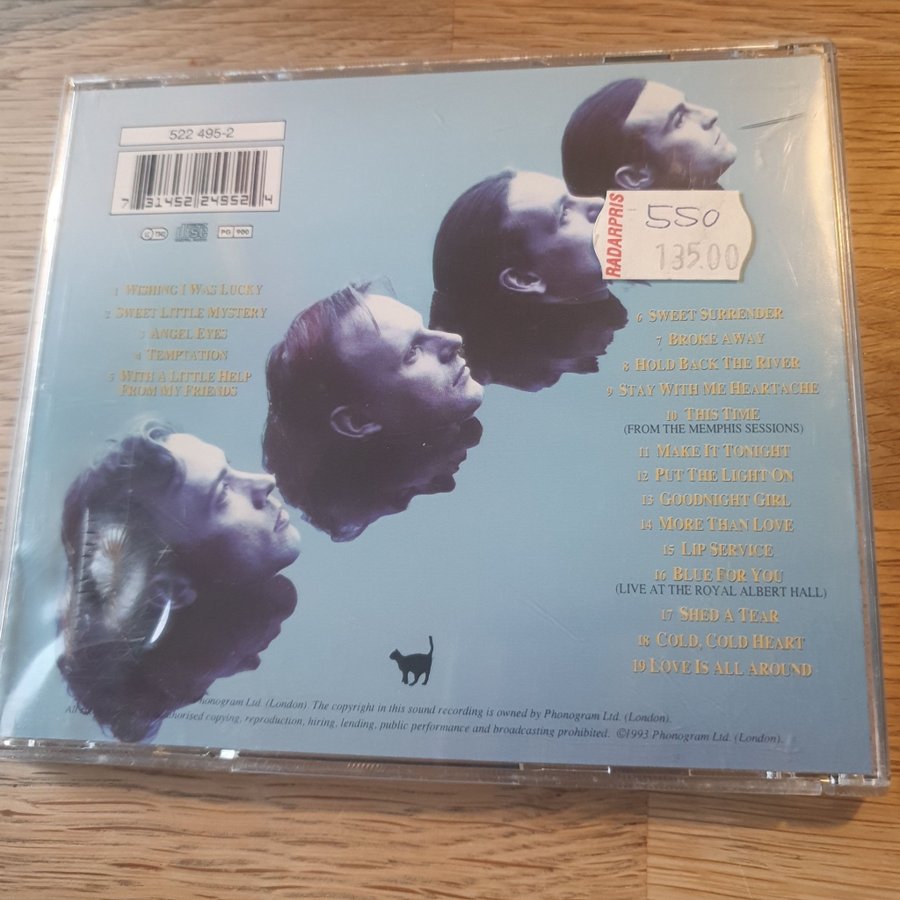 522 495-2
7 31452 24952 4
PG 900
RADARPRIS
550
135.00
1 WISHING I WAS LUCKY
2 SWEET LITTLE MYSTERY
3 ANGEL EYES
4 TEMPTATION
5 WITH A LITTLE HELP
FROM MY FRIENDS
6 SWEET SURRENDER
7 BROKE AWAY
8 HOLD BACK THE RIVER
9 STAY WITH ME HEARTACHE
10 THIS TIME
(FROM THE MEMPHIS SESSIONS)
11 MAKE IT TONIGHT
12 PUT THE LIGHT ON
13 GOODNIGHT GIRL
14 MORE THAN LOVE
15 LIP SERVICE
16 BLUE FOR YOU
(LIVE AT THE ROYAL ALBERT HALL)
17 SHED A TEAR
18 COLD, COLD HEART
19 LOVE IS ALL AROUND
Phonogram Ltd. (London). The copyright in this sound recording is owned by Phonogram Ltd. (London).
All authorised copying, reproduction, hiring, lending, public performance and broadcasting prohibited. ©1993 Phonogram Ltd. (London).